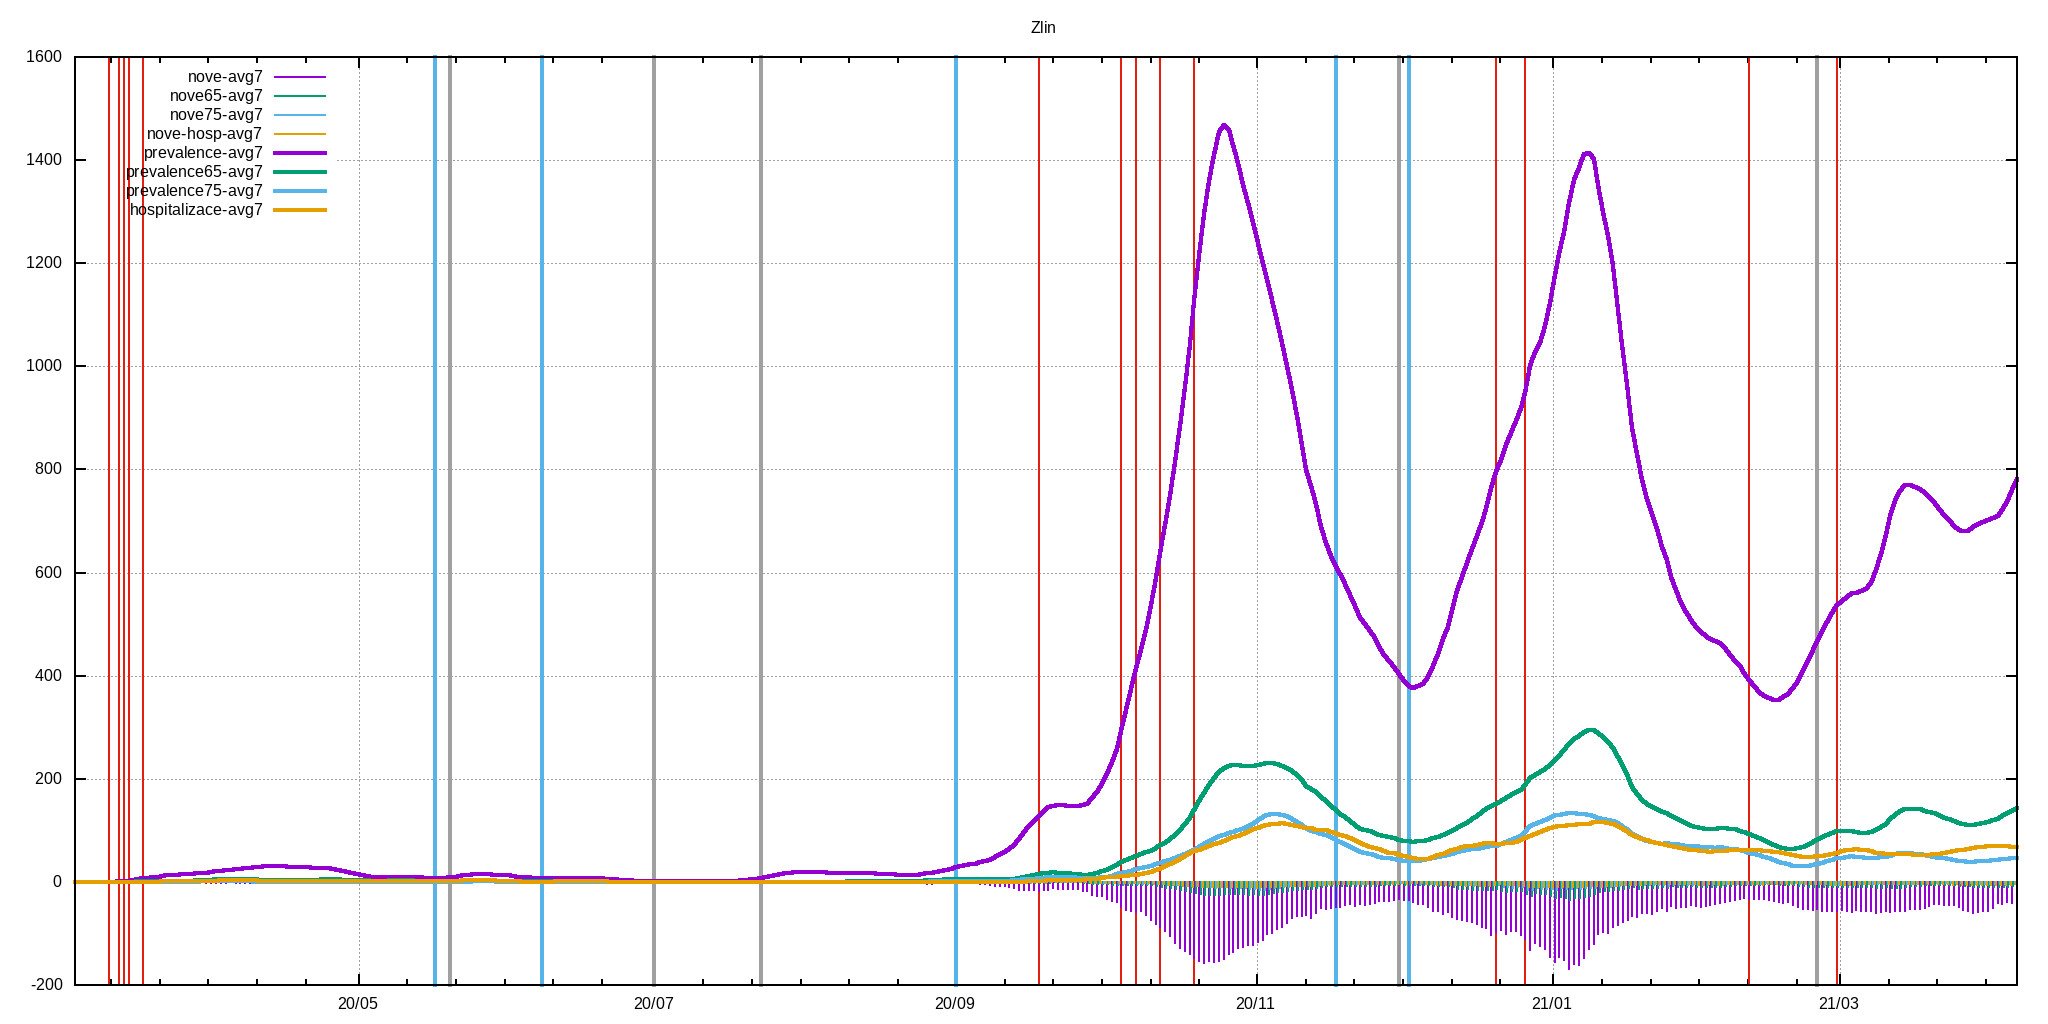 Zlin
1600
1400
1200
1000
800
600
400
200
0
-200
nove-avg7
nove65-avg7
nove75-avg7
nove-hosp-avg7
prevalence-avg7
prevalence65-avg7
prevalence75-avg7
hospitalizace-avg7
20/05
20/07
20/09
20/11
21/01
21/03